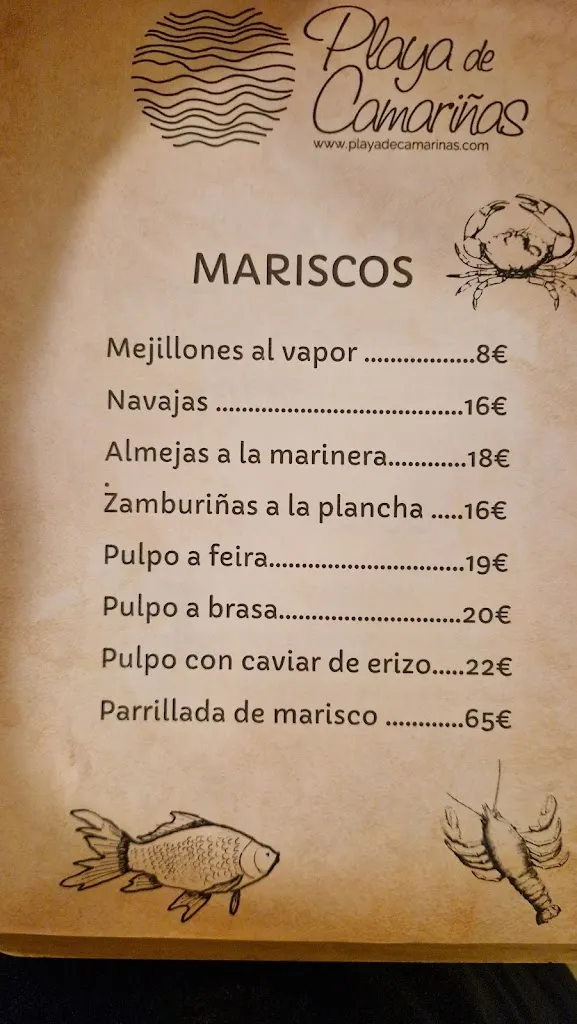 Playa de
Camariñas
www.playadecamarinas.com
MARISCOS
Mejillones al vapor .................8€
Navajas ......................................16€
Almejas a la marinera............18€
Zamburiñas a la plancha .....16€
Pulpo a feira..............................19€
Pulpo a brasa............................20€
Pulpo con caviar de erizo.....22€
Parrillada de marisco ............65€